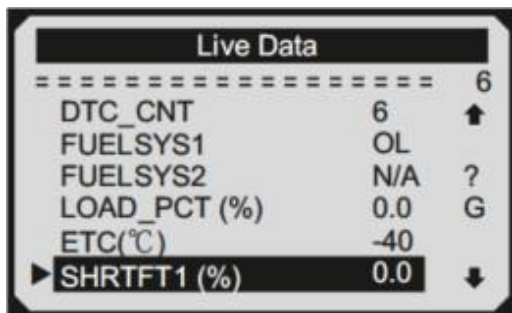 Live Data
= = = = = = = = = = = = = = = = = = 6
DTC_CNT 6
FUELSYS1 OL
FUELSYS2 N/A ?
LOAD_PCT (%) 0.0 G
ETC(℃) -40
SHRTFT1 (%) 0.0